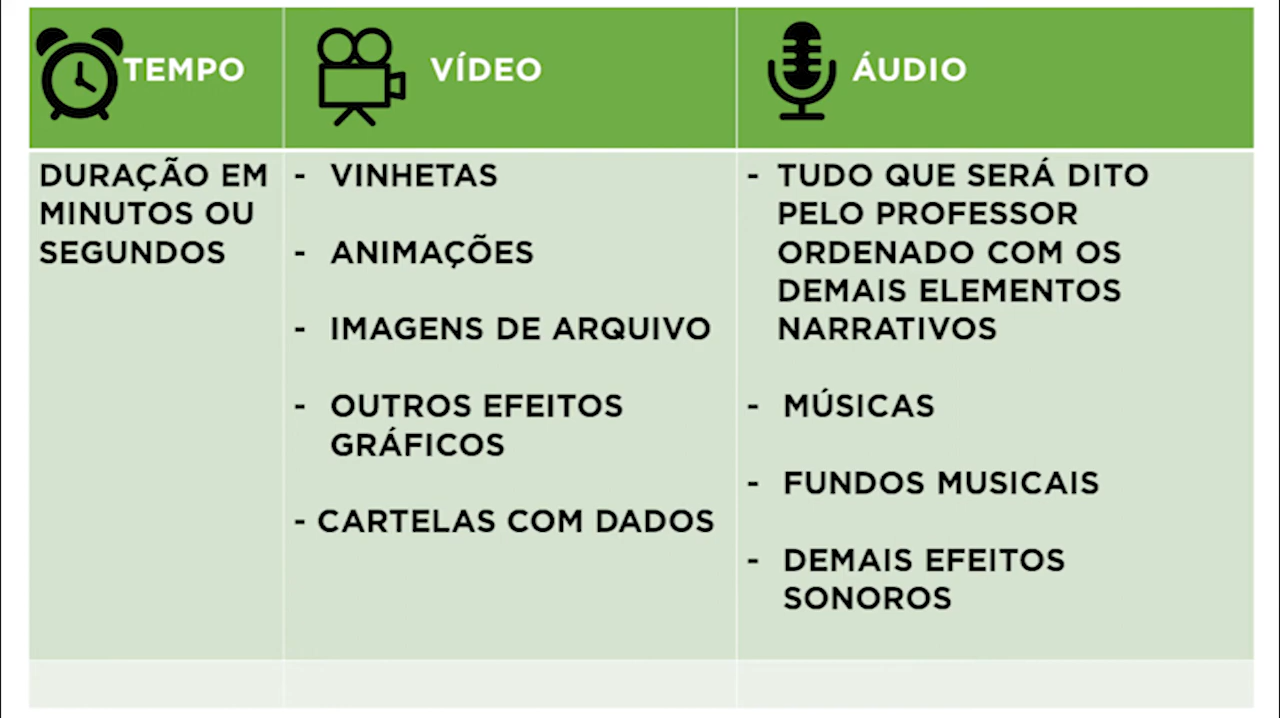 TEMPO
VÍDEO
ÁUDIO
DURAÇÃO EM
MINUTOS OU
SEGUNDOS
- VINHETAS
- ANIMAÇÕES
- IMAGENS DE ARQUIVO
- OUTROS EFEITOS
GRÁFICOS
- CARTELAS COM DADOS
- TUDO QUE SERÁ DITO
PELO PROFESSOR
ORDENADO COM OS
DEMAIS ELEMENTOS
NARRATIVOS
- MÚSICAS
- FUNDOS MUSICAIS
- DEMAIS EFEITOS
SONOROS